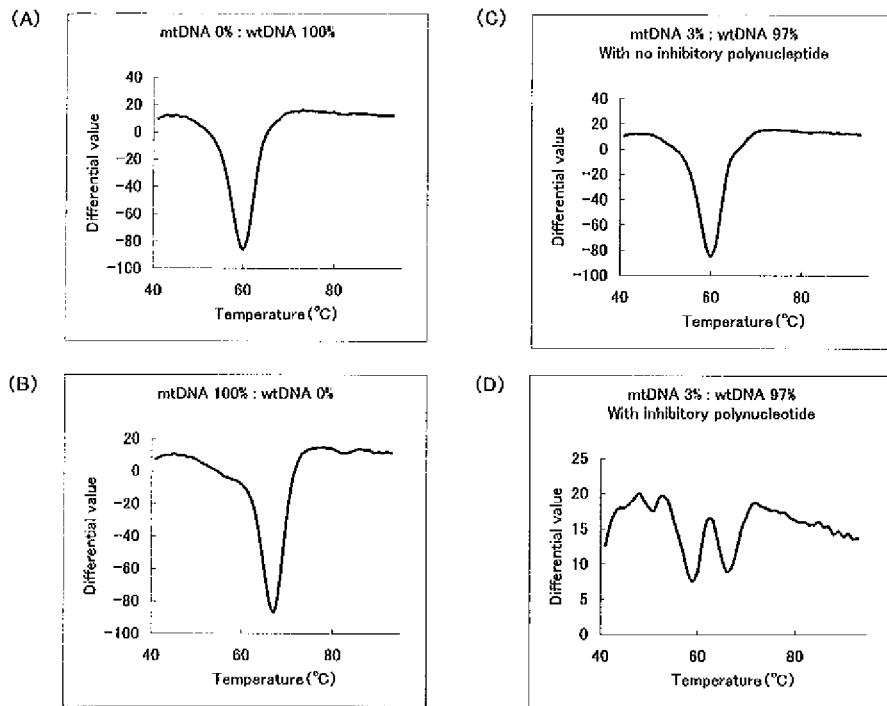 (A)
mtDNA 0% : wtDNA 100%
40
20
0
-20
-40
-60
-80
-100
Differential value
40 60 80
Temperature(°C)
(B)
mtDNA 100% : wtDNA 0%
20
0
-20
-40
-60
-80
-100
Differential value
40 60 80
Temperature(°C)
(C)
mtDNA 3% : wtDNA 97%
With no inhibitory polynucleptide
40
20
0
-20
-40
-60
-80
-100
Differential value
40 60 80
Temperature(°C)
(D)
mtDNA 3% : wtDNA 97%
With inhibitory polynucleotide
25
20
15
10
5
0
Differential value
40 60 80
Temperature(°C)